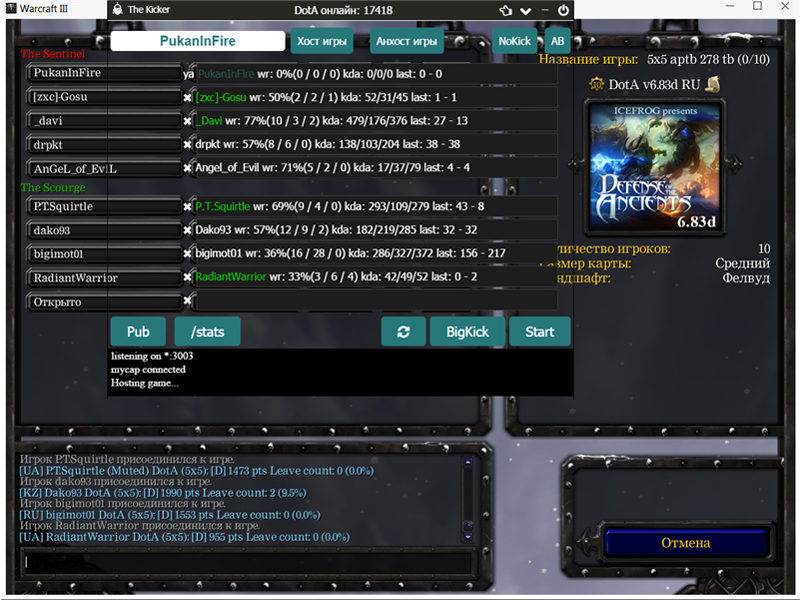 Warcraft III
The Kicker
DotA онлайн: 17418
PukanInFire
Хост игры
Анхост игры
NoKick
AB
The Sentinel
Название игры: 5x5 aptb 278 tb (0/10)
PukanInFire
ya PukanInFire wr: 0%(0 / 0 / 0) kda: 0/0/0 last: 0 - 0
DotA v6.83d RU
[zxc]-Gosu
[zxc]-Gosu wr: 50%(2 / 2 / 1) kda: 52/31/45 last: 1 - 1
ICEFROG presents
_davi
_Davi wr: 77%(10 / 3 / 2) kda: 479/176/376 last: 27 - 13
drpkt
drpkt wr: 57%(8 / 6 / 0) kda: 138/103/204 last: 38 - 38
AnGeL_of_EviL
Angel_of_Evil wr: 71%(5 / 2 / 0) kda: 17/37/79 last: 4 - 4
DEFENSE OF THE
ANCIENTS
6.83d
The Scourge
P.T.Squirtle
P.T.Squirtle wr: 69%(9 / 4 / 0) kda: 293/109/279 last: 43 - 8
dako93
Dako93 wr: 57%(12 / 9 / 2) kda: 182/219/285 last: 32 - 32
bigimot01
bigimot01 wr: 36%(16 / 28 / 0) kda: 286/327/372 last: 156 - 217
RadiantWarrior
RadiantWarrior wr: 33%(3 / 6 / 4) kda: 42/49/52 last: 0 - 2
Открыто
оличество игроков: 10
азмер карты: Средний
ндшафт: Фелвуд
Pub
/stats
BigKick
Start
listening on *:3003
mycap connected
Hosting game...
Игрок P.T.Squirtle присоединился к игре.
[UA] P.T.Squirtle (Muted) DotA (5x5): [D] 1473 pts Leave count: 0 (0.0%)
Игрок dako93 присоединился к игре.
[KZ] Dako93 DotA (5x5): [D] 1990 pts Leave count: 2 (9.5%)
Игрок bigimot01 присоединился к игре.
[RU] bigimot01 DotA (5x5): [D] 1553 pts Leave count: 0 (0.0%)
Игрок RadiantWarrior присоединился к игре.
[UA] RadiantWarrior DotA (5x5): [D] 955 pts Leave count: 0 (0.0%)
Отмена